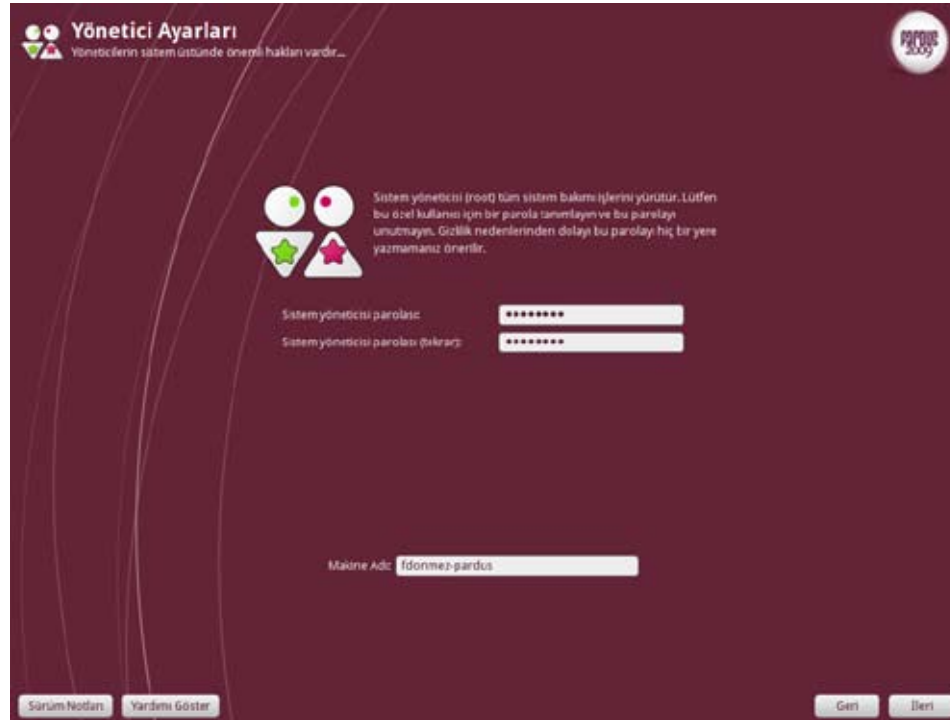 Yönetici Ayarları
Yöneticilerin sistem üstünde önemli hakları vardır...
PARDUS
2009
Sistem yöneticisi (root) tüm sistem bakımı işlerini yürütür. Lütfen
bu özel kullanıcı için bir parola tanımlayın ve bu parolayı
unutmayın. Gizlilik nedenlerinden dolayı bu parolayı hiç bir yere
yazmamanız önerilir.
Sistem yöneticisi parolası: ••••••••
Sistem yöneticisi parolası (tekrar): ••••••••
Makine Adı: fdonmez-pardus
Sürüm Notları Yardımı Göster Geri İleri